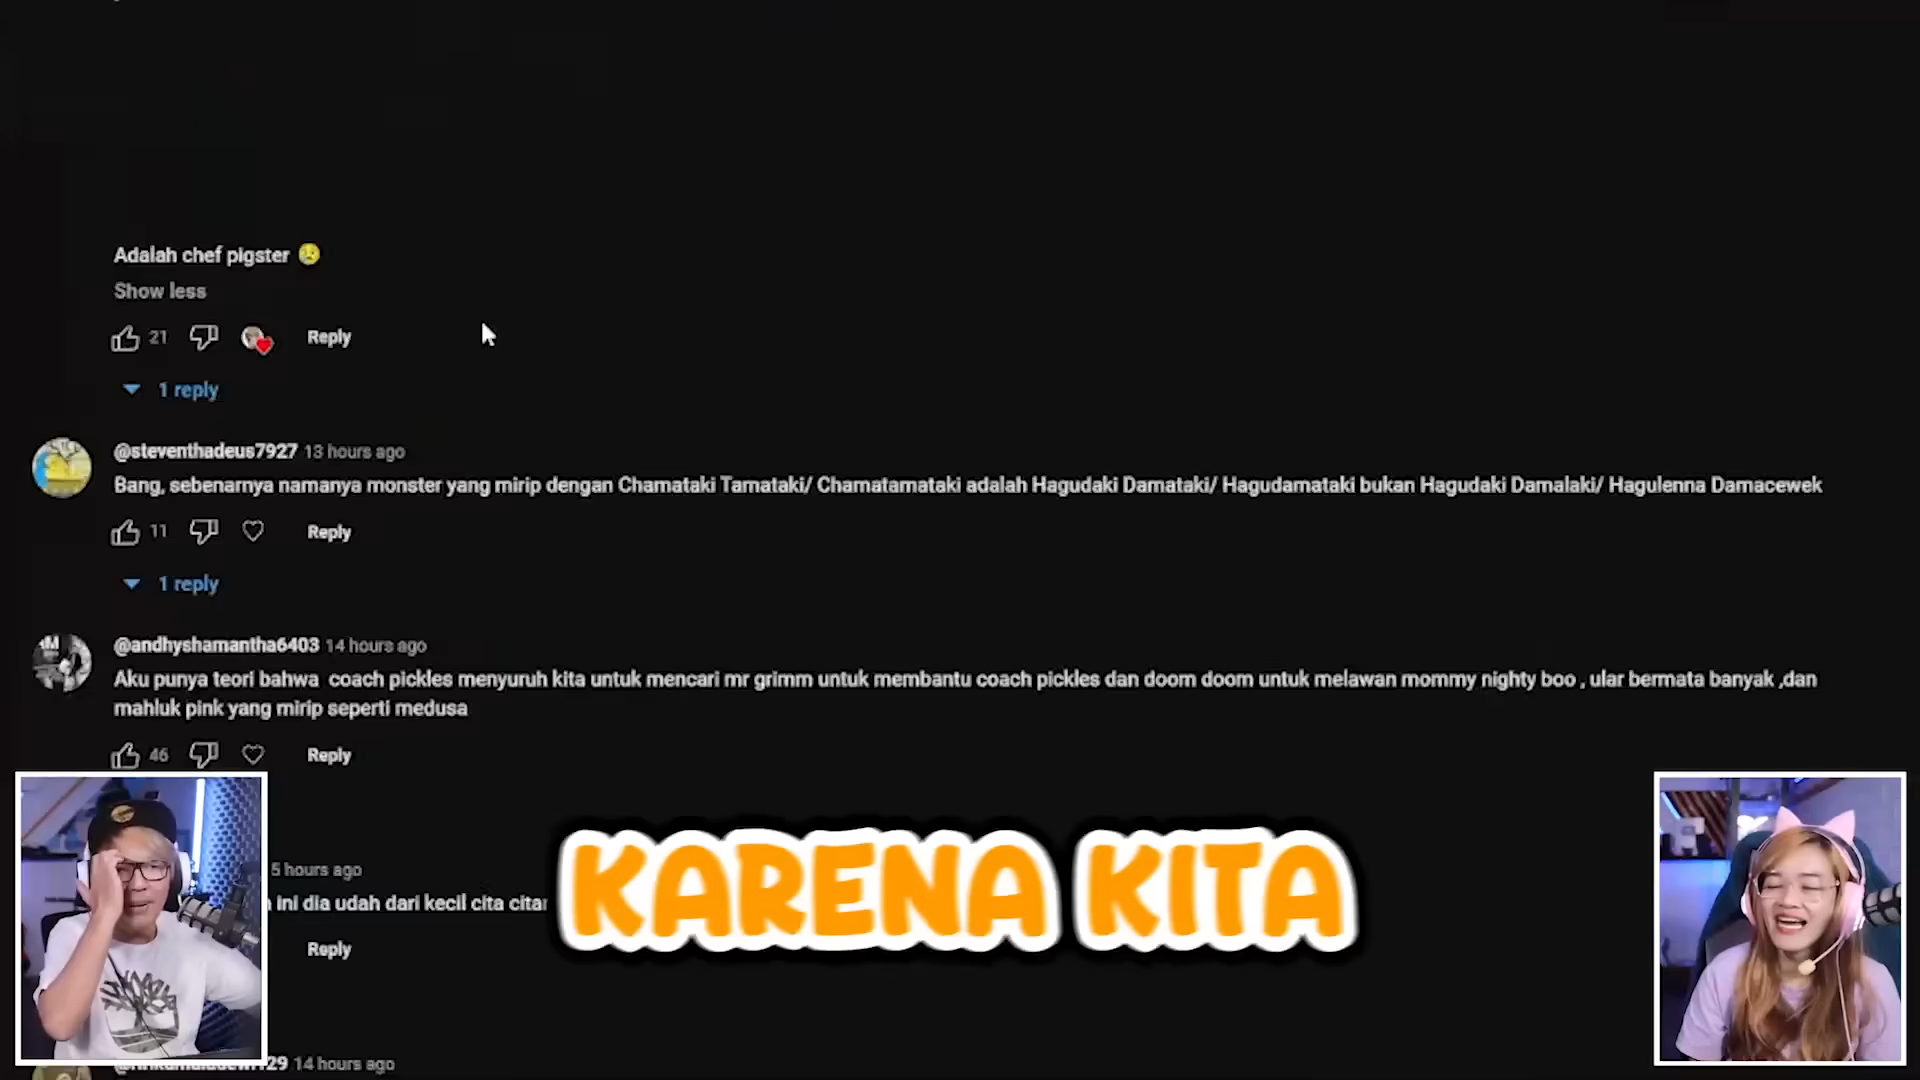 Adalah chef pigster 😢
Show less
21 Reply
1 reply
@steventhadeus7927 13 hours ago
Bang, sebenarnya namanya monster yang mirip dengan Chamataki Tamataki/ Chamatamataki adalah Hagudaki Damataki/ Hagudamataki bukan Hagudaki Damalaki/ Hagulenna Damacewek
11 Reply
1 reply
@andhyshamantha6403 14 hours ago
Aku punya teori bahwa coach pickles menyuruh kita untuk mencari mr grimm untuk membantu coach pickles dan doom doom untuk melawan mommy nighty boo , ular bermata banyak ,dan
mahluk pink yang mirip seperti medusa
46 Reply
5 hours ago
ini dia udah dari kecil cita citan
KARENA KITA
Reply
29 14 hours ago